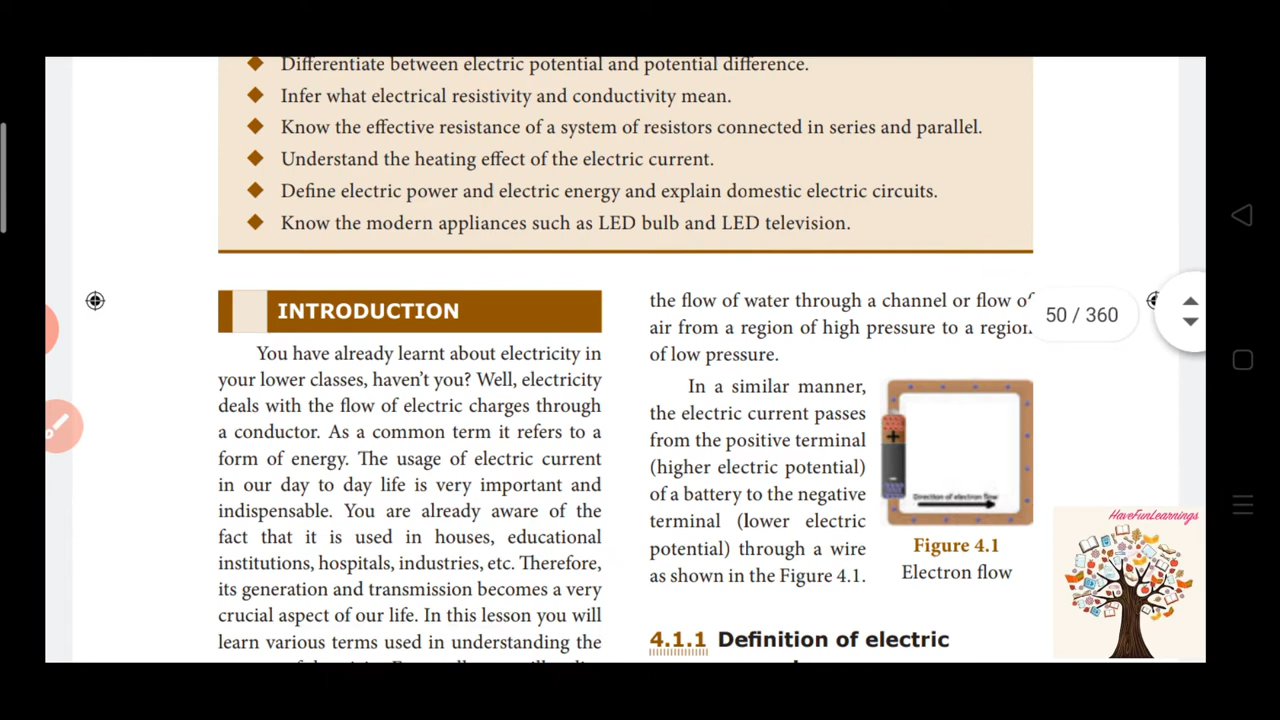 Differentiate between electric potential and potential difference.
Infer what electrical resistivity and conductivity mean.
Know the effective resistance of a system of resistors connected in series and parallel.
Understand the heating effect of the electric current.
Define electric power and electric energy and explain domestic electric circuits.
Know the modern appliances such as LED bulb and LED television.
INTRODUCTION
You have already learnt about electricity in
your lower classes, haven't you? Well, electricity
deals with the flow of electric charges through
a conductor. As a common term it refers to a
form of energy. The usage of electric current
in our day to day life is very important and
indispensable. You are already aware of the
fact that it is used in houses, educational
institutions, hospitals, industries, etc. Therefore,
its generation and transmission becomes a very
crucial aspect of our life. In this lesson you will
learn various terms used in understanding the
the flow of water through a channel or flow of
air from a region of high pressure to a region
of low pressure.
In a similar manner,
the electric current passes
from the positive terminal
(higher electric potential)
of a battery to the negative
terminal (lower electric
potential) through a wire
as shown in the Figure 4.1.
+
-
Direction of electron flow
Figure 4.1
Electron flow
4.1.1 Definition of electric
50 / 360
HaveFunLearnings